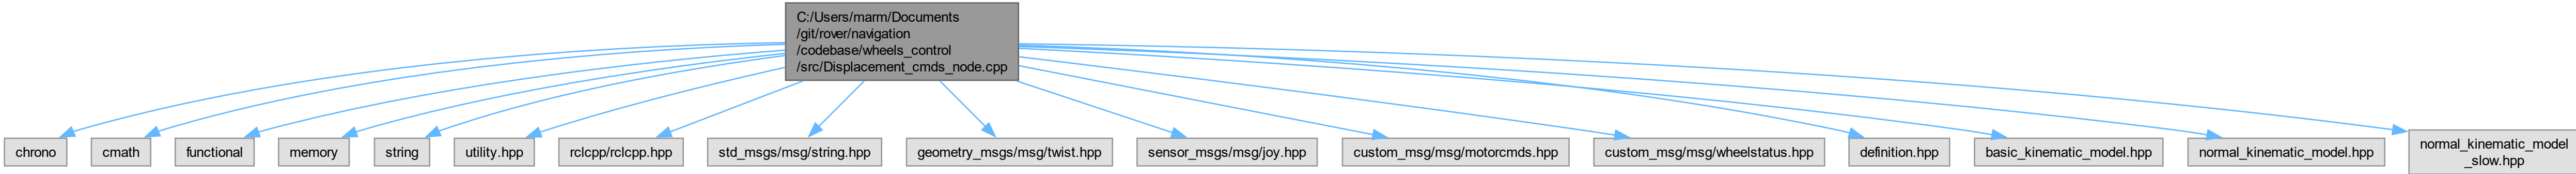 C:/Users/marm/Documents
/git/rover/navigation
/codebase/wheels_control
/src/Displacement_cmds_node.cpp
chrono
cmath
functional
memory
string
utility.hpp
rclcpp/rclcpp.hpp
std_msgs/msg/string.hpp
geometry_msgs/msg/twist.hpp
sensor_msgs/msg/joy.hpp
custom_msg/msg/motorcmds.hpp
custom_msg/msg/wheelstatus.hpp
definition.hpp
basic_kinematic_model.hpp
normal_kinematic_model.hpp
normal_kinematic_model
_slow.hpp